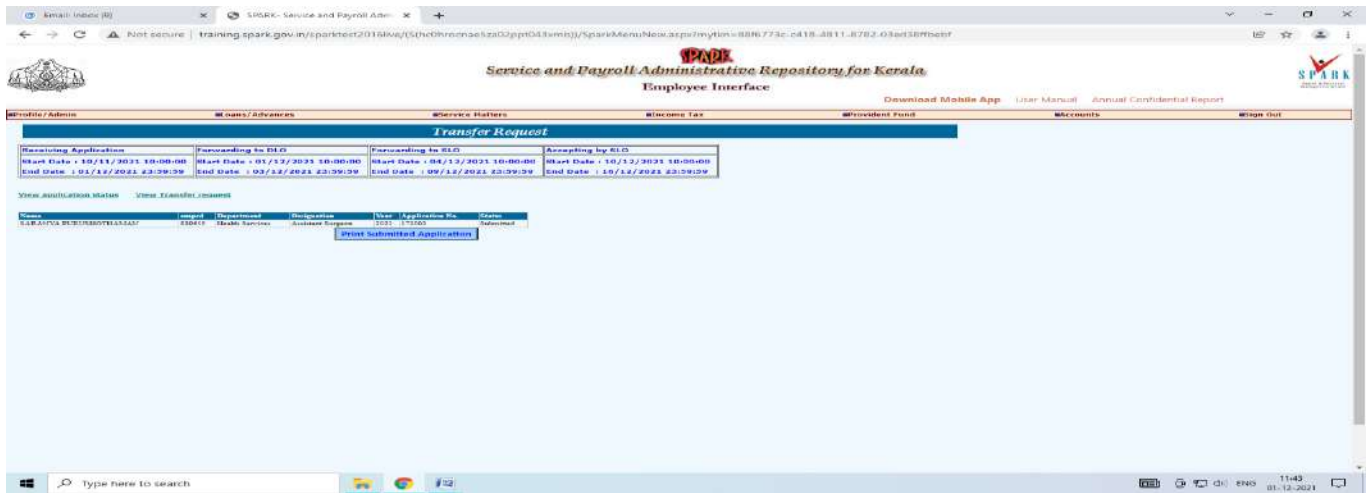 Email: Inbox (8)
SPARK- Service and Payroll Admi
Not secure
SPARK
Service and Payroll Administrative Repository for Kerala
Employee Interface
SPARK
Download Mobile App User Manual Annual Confidential Report
Profile/Admin Loans/Advances Service Matters Income Tax Provident Fund Accounts Sign Out
Transfer Request
Receiving Application Forwarding to DLO Forwarding to SLO Accepting by SLO
Start Date : 10/11/2021 10:00:00 Start Date : 01/12/2021 10:00:00 Start Date : 04/12/2021 10:00:00 Start Date : 10/12/2021 10:00:00
End Date : 01/12/2021 23:59:59 End Date : 03/12/2021 23:59:59 End Date : 09/12/2021 23:59:59 End Date : 16/12/2021 23:59:59
View application status View Transfer request
Name empcd Department Designation Year Application No. Status
Health Services Assistant Surgeon 2021 Submitted
Print Submitted Application
Type here to search
ENG
11:43
01-12-2021